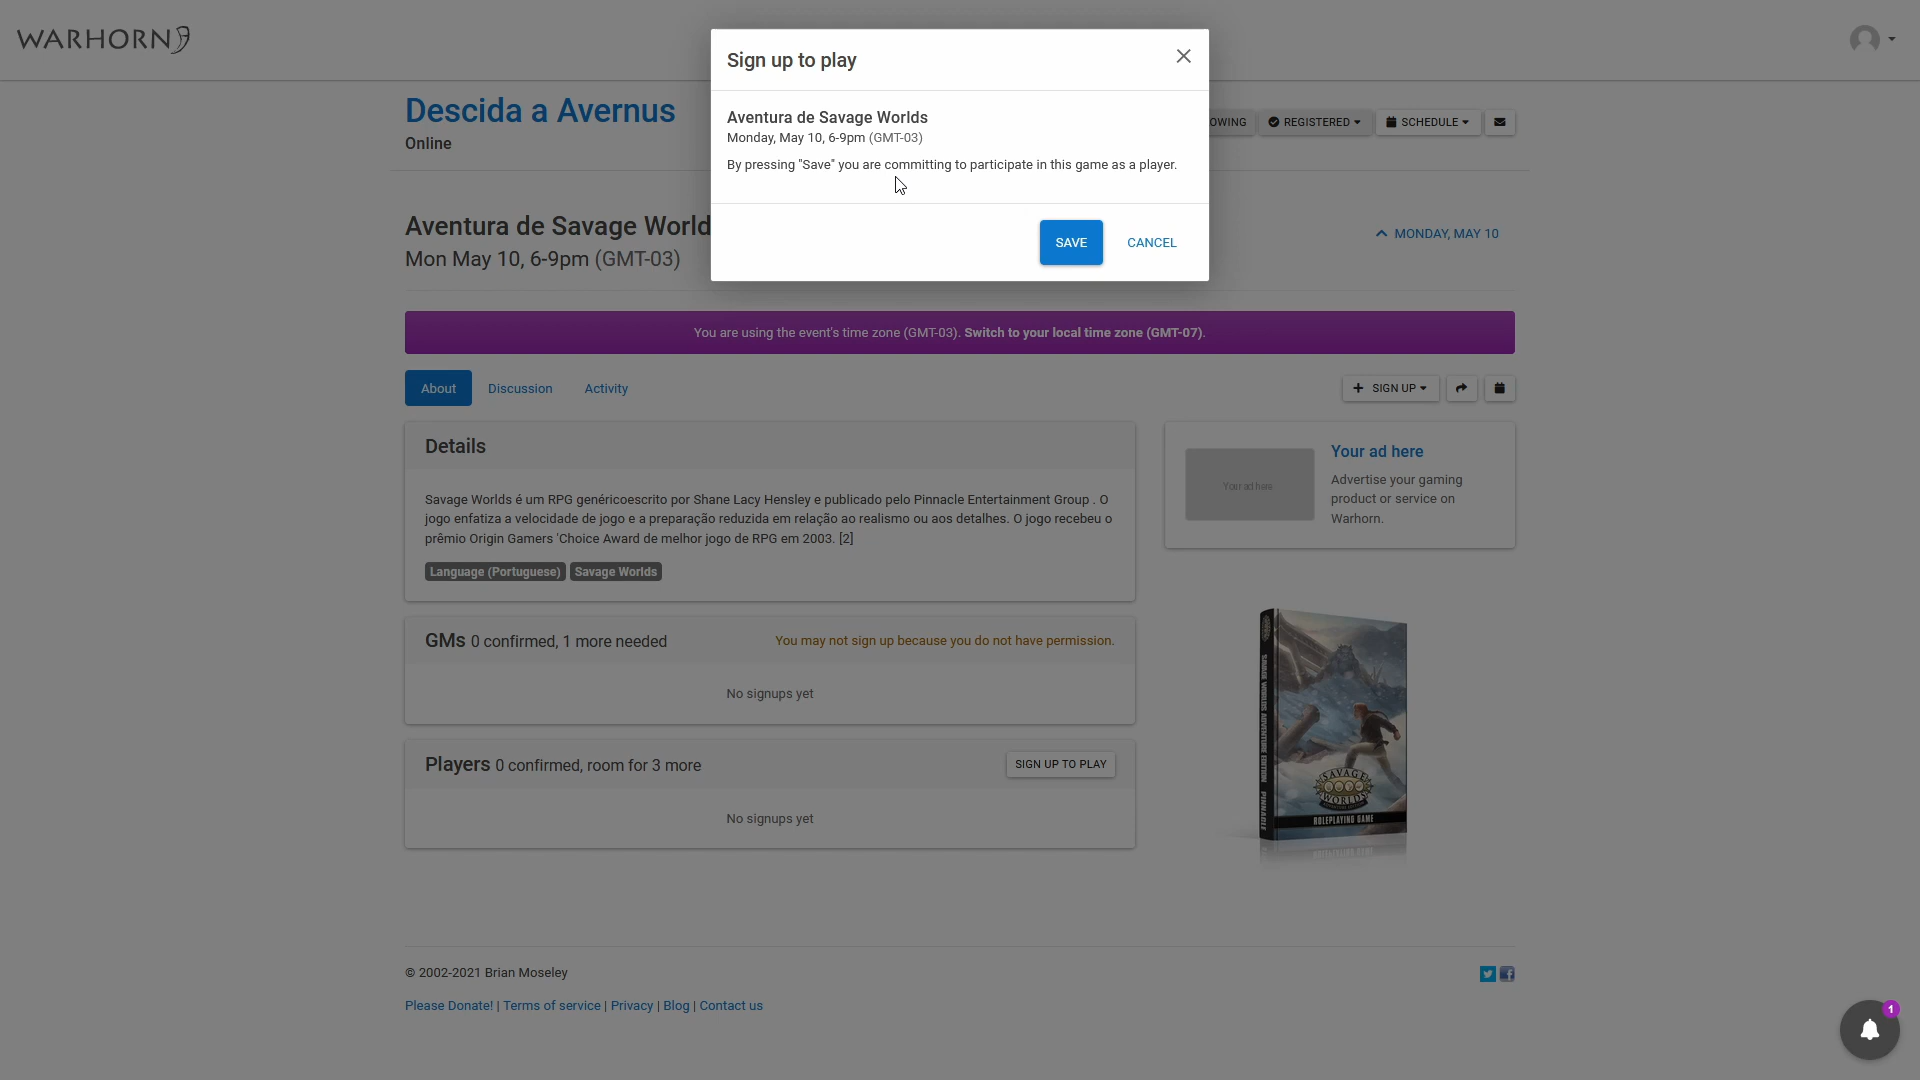 WARHORN
Sign up to play
Aventura de Savage Worlds
Monday, May 10, 6-9pm (GMT-03)
By pressing "Save" you are committing to participate in this game as a player.
SAVE
CANCEL
Descida a Avernus
Online
OWING
REGISTERED
SCHEDULE
Aventura de Savage World
Mon May 10, 6-9pm (GMT-03)
MONDAY, MAY 10
You are using the event's time zone (GMT-03). Switch to your local time zone (GMT-07).
About
Discussion
Activity
SIGN UP
Details
Savage Worlds é um RPG genéricoescrito por Shane Lacy Hensley e publicado pelo Pinnacle Entertainment Group . O
jogo enfatiza a velocidade de jogo e a preparação reduzida em relação ao realismo ou aos detalhes. O jogo recebeu o
prêmio Origin Gamers 'Choice Award de melhor jogo de RPG em 2003. [2]
Language (Portuguese) Savage Worlds
Your ad here
Your ad here
Advertise your gaming
product or service on
Warhorn.
GMs 0 confirmed, 1 more needed
You may not sign up because you do not have permission.
No signups yet
Players 0 confirmed, room for 3 more
SIGN UP TO PLAY
No signups yet
SAVAGE WORLDS ADVENTURE EDITION PINNACLE
SAVAGE
WORLDS
ROLEPLAYING GAME
© 2002-2021 Brian Moseley
Please Donate! | Terms of service | Privacy | Blog | Contact us
1